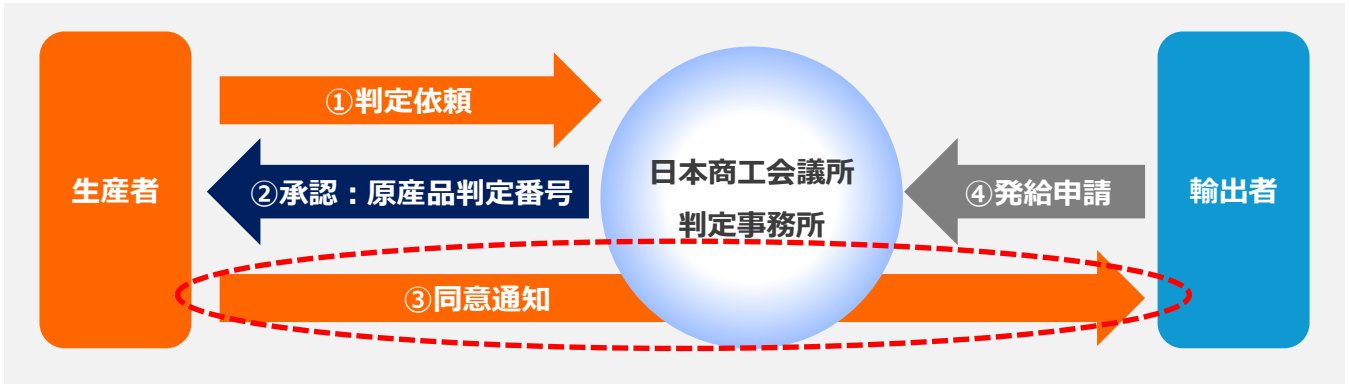 生産者
①判定依頼
②承認：原産品判定番号
③同意通知
日本商工会議所
判定事務所
④発給申請
輸出者